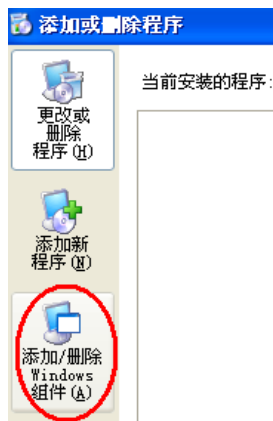 添加或删除程序
更改或
删除
程序(H)
当前安装的程序:
添加新
程序(N)
添加/删除
Windows
组件(A)